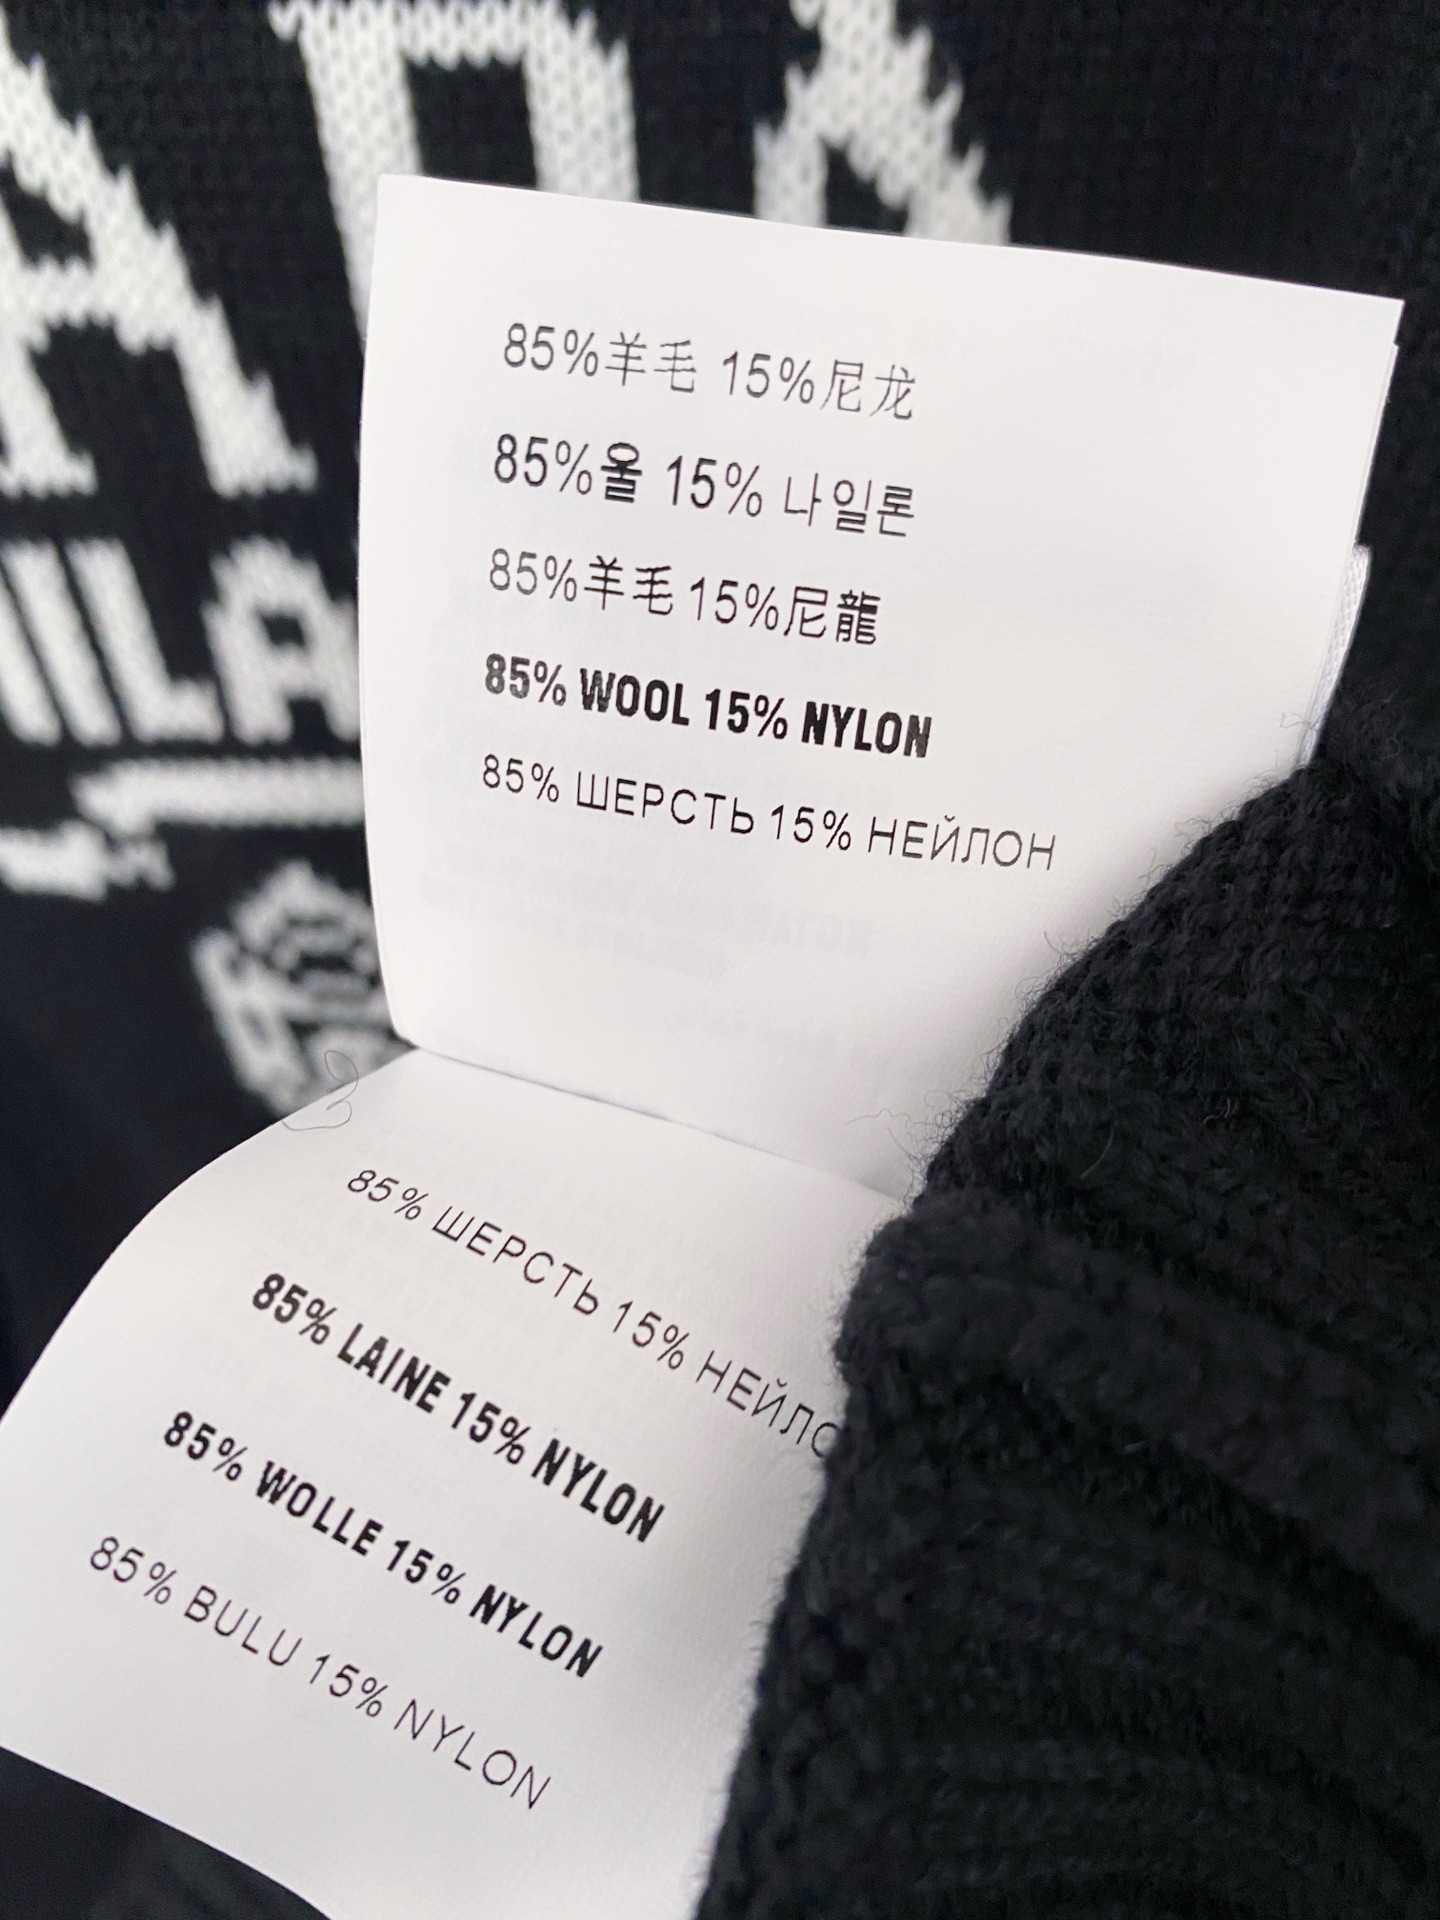 ADA
MILA
85%羊毛 15%尼龙
85%울 15% 나일론
85%羊毛 15%尼龍
85% WOOL 15% NYLON
85% ШЕРСТЬ 15% НЕЙЛОН
85% ШЕРСТЬ 15% НЕЙЛО
85% LAINE 15% NYLON
85% WOLLE 15% NYLON
85% BULU 15% NYLON